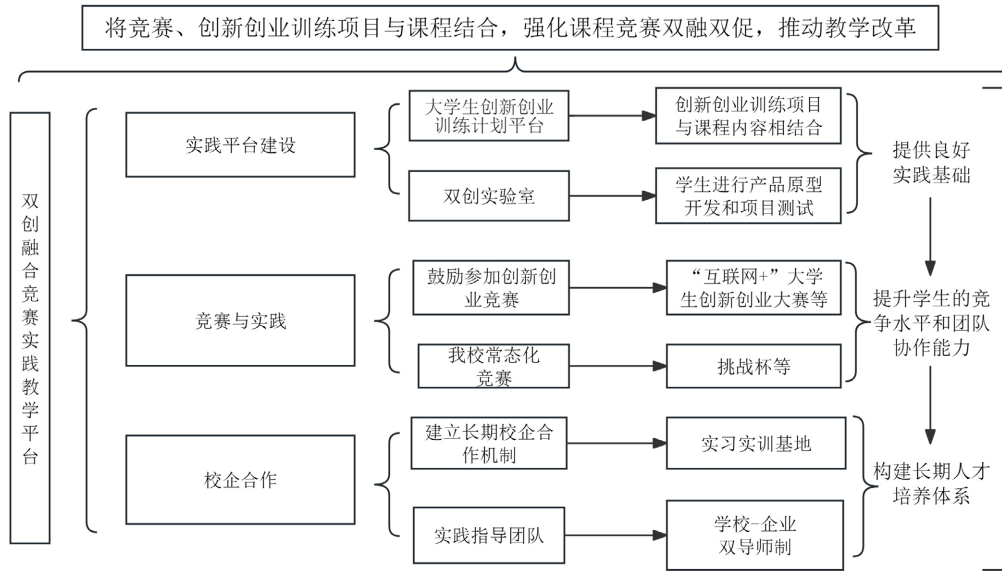 将竞赛、创新创业训练项目与课程结合，强化课程竞赛双融双促，推动教学改革
双创融合竞赛实践教学平台
实践平台建设
大学生创新创业
训练计划平台
创新创业训练项目
与课程内容相结合
双创实验室
学生进行产品原型
开发和项目测试
提供良好
实践基础
竞赛与实践
鼓励参加创新创
业竞赛
“互联网+”大学
生创新创业大赛等
我校常态化
竞赛
挑战杯等
提升学生的竞
争水平和团队
协作能力
校企合作
建立长期校企合
作机制
实习实训基地
实践指导团队
学校-企业
双导师制
构建长期人才
培养体系